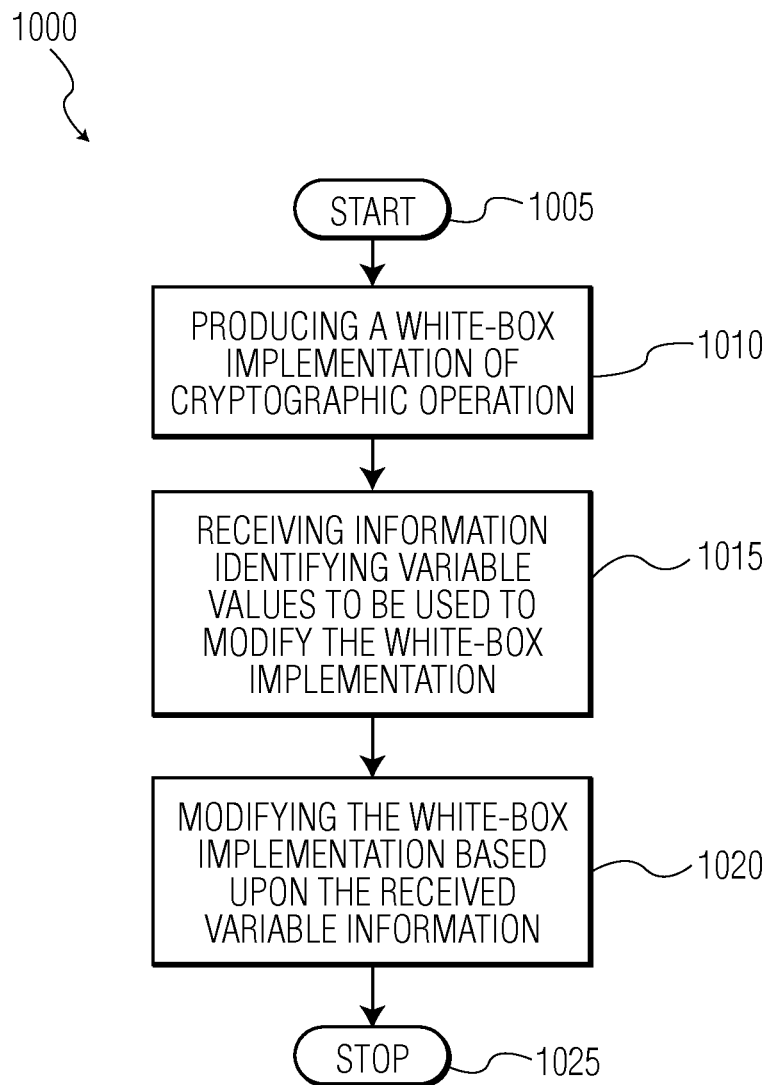 1000
START
1005
PRODUCING A WHITE-BOX
IMPLEMENTATION OF
CRYPTOGRAPHIC OPERATION
1010
RECEIVING INFORMATION
IDENTIFYING VARIABLE
VALUES TO BE USED TO
MODIFY THE WHITE-BOX
IMPLEMENTATION
1015
MODIFYING THE WHITE-BOX
IMPLEMENTATION BASED
UPON THE RECEIVED
VARIABLE INFORMATION
1020
STOP
1025